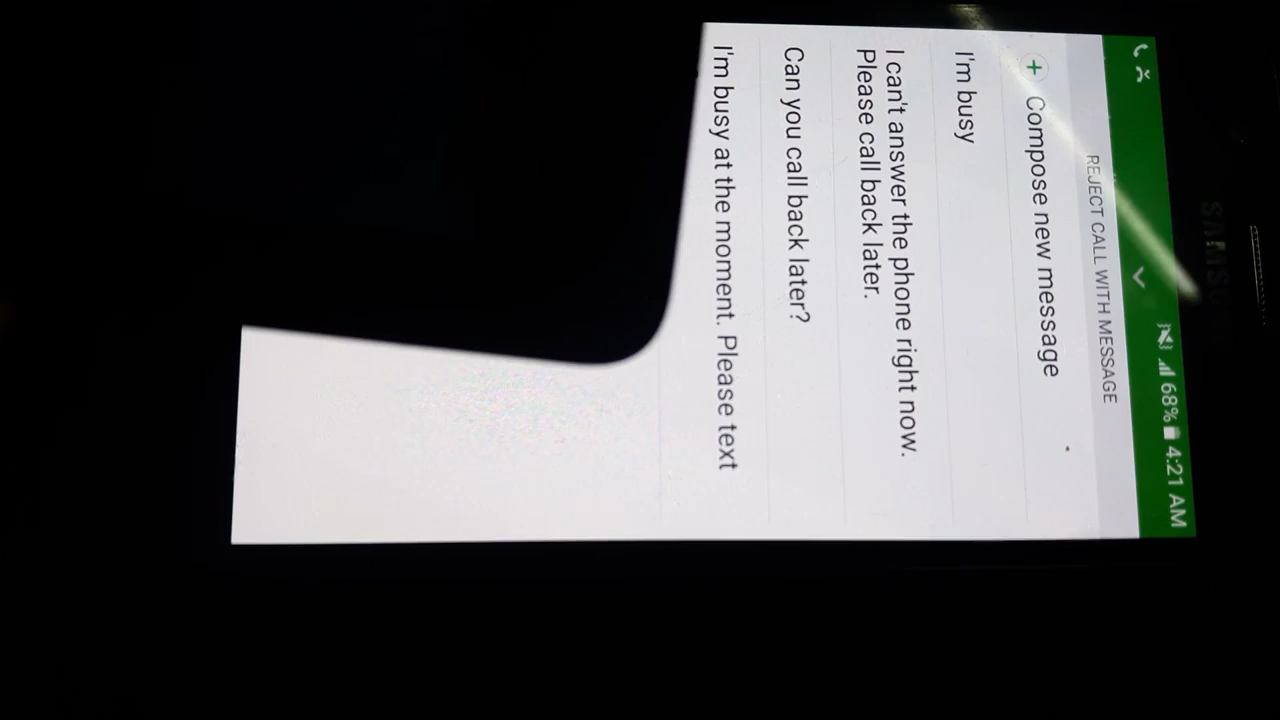 SAMSU
68% 4:21 AM
REJECT CALL WITH MESSAGE
Compose new message
I'm busy
I can't answer the phone right now.
Please call back later.
Can you call back later?
I'm busy at the moment. Please text